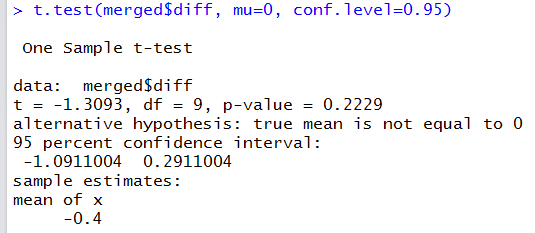 > t.test(merged$diff, mu=0, conf.level=0.95)
One Sample t-test
data:  merged$diff
t = -1.3093, df = 9, p-value = 0.2229
alternative hypothesis: true mean is not equal to 0
95 percent confidence interval:
-1.0911004  0.2911004
sample estimates:
mean of x
-0.4